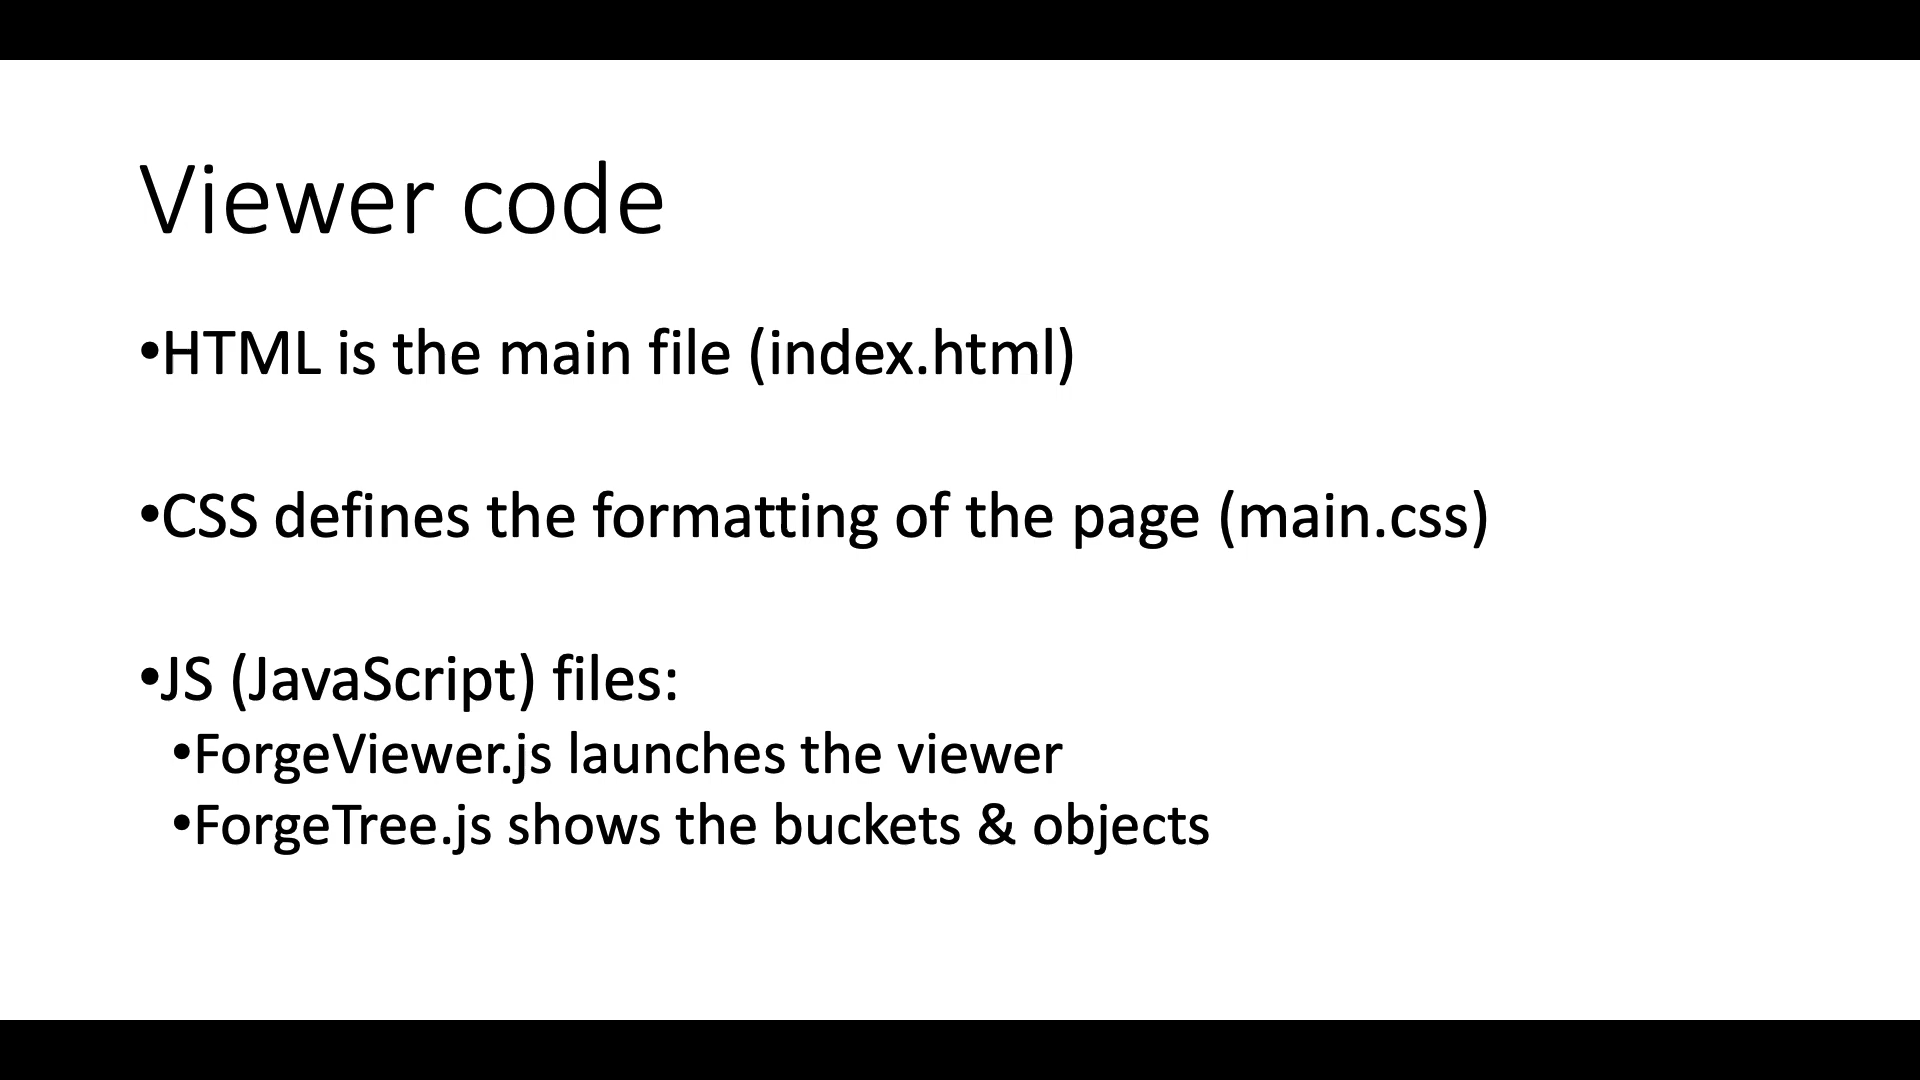 Viewer code
•HTML is the main file (index.html)
•CSS defines the formatting of the page (main.css)
•JS (JavaScript) files:
•ForgeViewer.js launches the viewer
•ForgeTree.js shows the buckets & objects